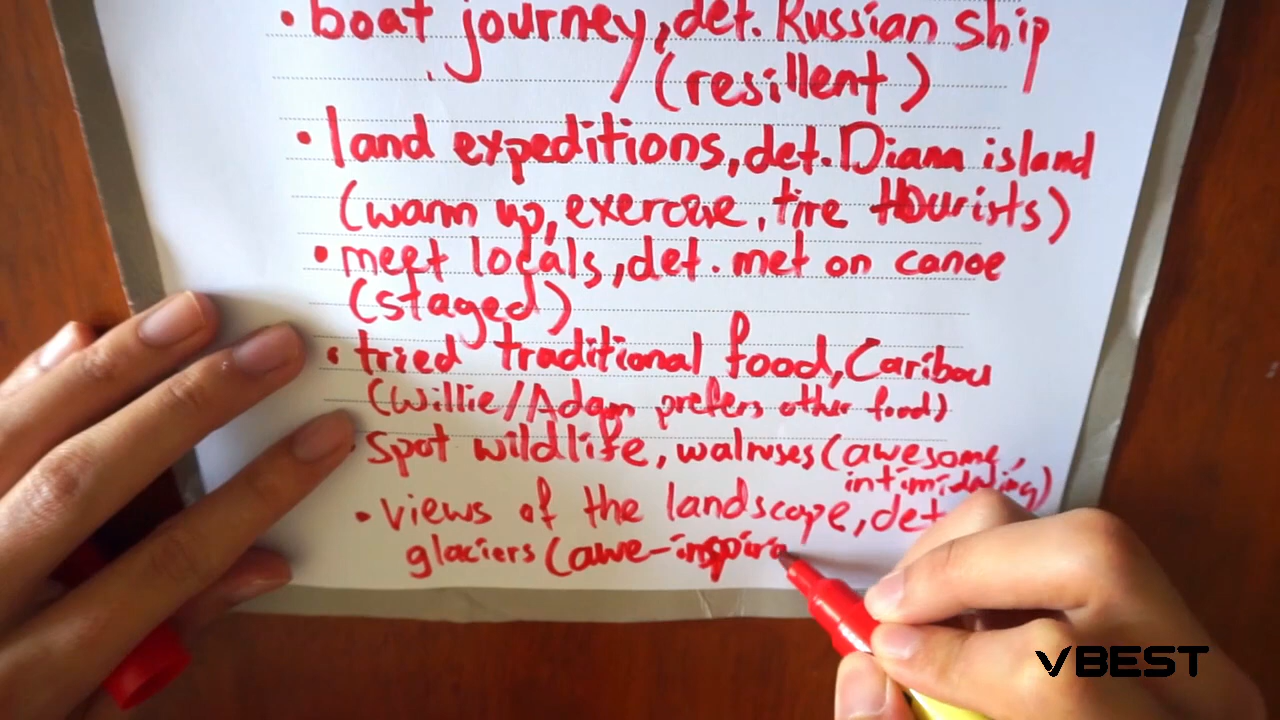 • boat journey, det. Russian ship
(resillent)
• land expeditions, det. Diana island
(warm up, exercise, tire tourists)
• meet locals, det. met on canoe
(staged)
• tried traditional food, Caribou
(Willie/Adam prefers other food)
• spot wildlife, walruses (awesome,
intimidating)
• views of the landscape, det
glaciers (awe-inspira
VBEST